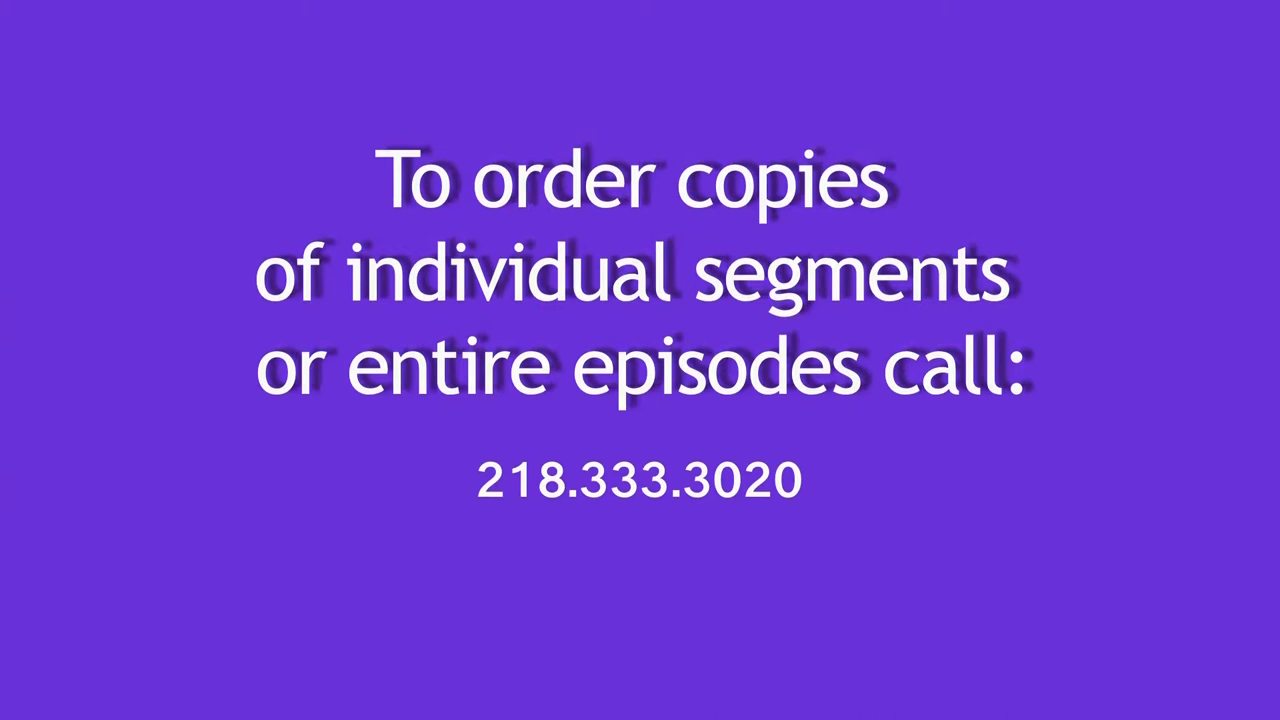 To order copies
of individual segments
or entire episodes call:
218.333.3020